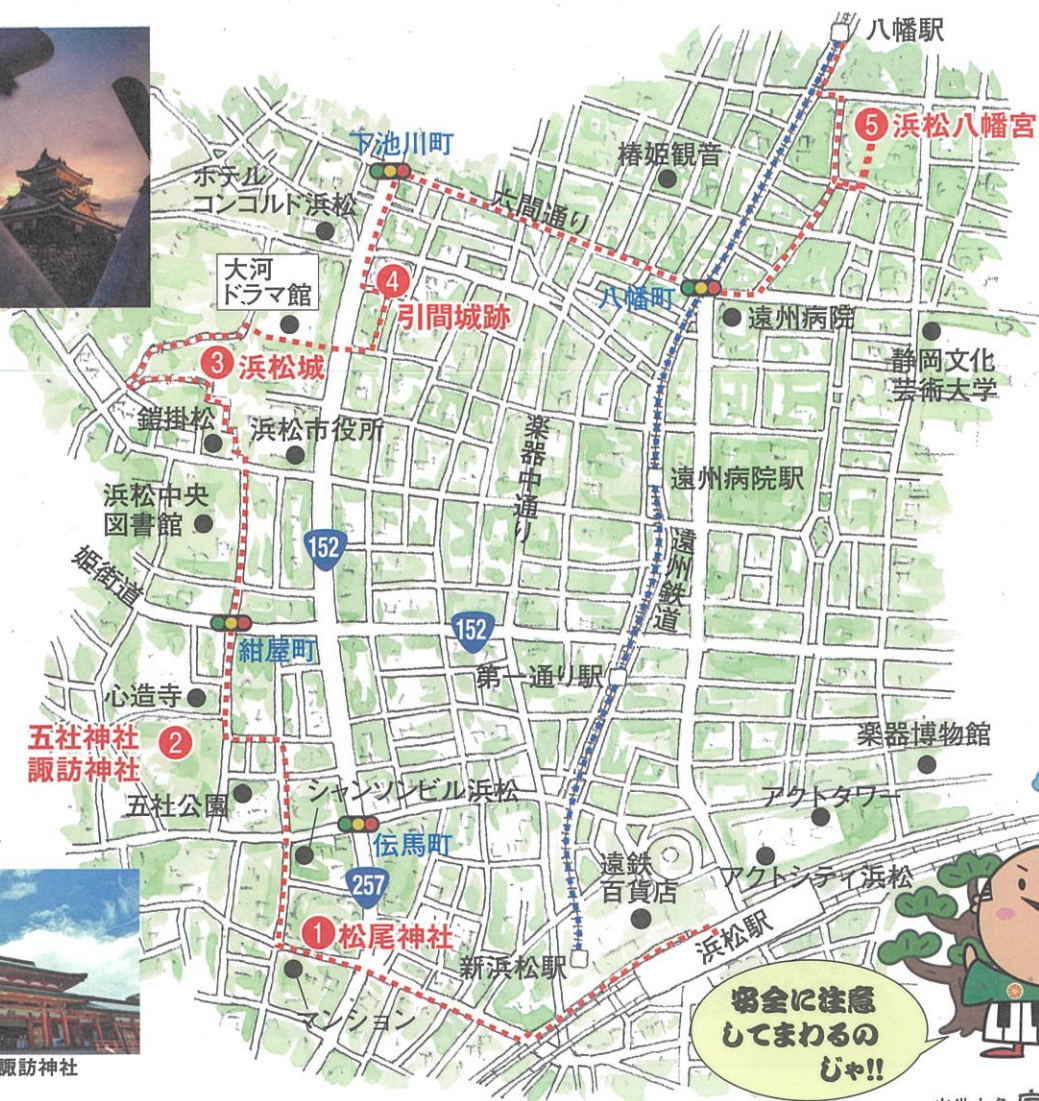 八幡駅
5 浜松八幡宮
椿姫観音
下池川町
ホテル
コンコルド浜松
六間通り
大河
ドラマ館
4
引間城跡
八幡町
遠州病院
静岡文化
芸術大学
3 浜松城
鎧掛松
浜松市役所
楽器中通り
遠州病院駅
浜松中央
図書館
152
遠州鉄道
姫街道
152
紺屋町
第一通り駅
心造寺
五社神社
諏訪神社
2
楽器博物館
五社公園
シャンソンビル浜松
アクトタワー
伝馬町
遠鉄
百貨店
アクトシティ浜松
257
1 松尾神社
浜松駅
新浜松駅
マンション
安全に注意
してまわるの
じゃ!!
諏訪神社